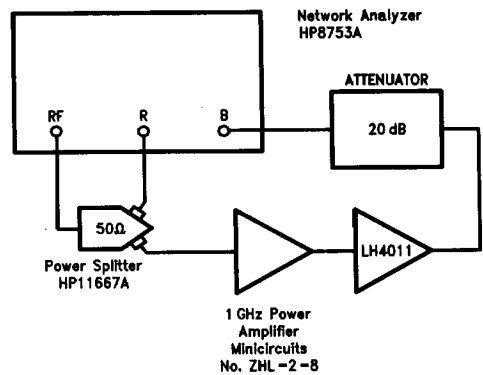 Network Analyzer
HP8753A
ATTENUATOR
RF
R
B
20 dB
50Ω
LH4011
Power Splitter
HP11667A
1 GHz Power
Amplifier
Minicircuits
No. ZHL-2-8